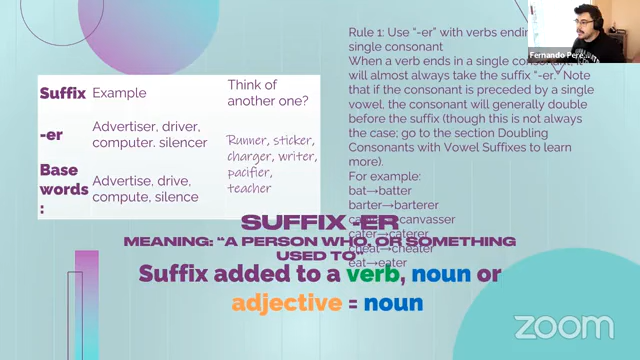 Suffix Example Think of another one?
-er Advertiser, driver, computer. silencer
Runner, sticker, charger, writer, pacifier, teacher
Base words: Advertise, drive, compute, silence
Rule 1: Use “-er” with verbs
single consonant
When a verb ends in a single
will almost always take the suffix “-er.” Note
that if the consonant is preceded by a single
vowel, the consonant will generally double
before the suffix (though this is not always
the case; go to the section Doubling
Consonants with Vowel Suffixes to learn
more).
For example:
bat→batter
barter→barterer
canvasser
cater→caterer
cheat→cheater
eat→eater
SUFFIX -ER
MEANING: “A PERSON WHO, OR SOMETHING
USED TO”
Suffix added to a verb, noun or
adjective = noun
Fernando
zoom